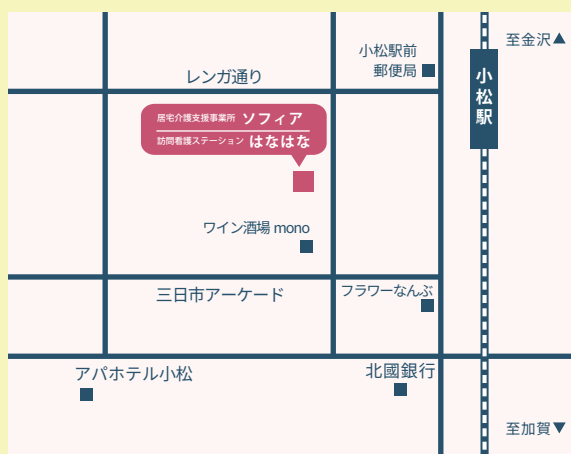 至金沢▲
小松駅前
郵便局
小松駅
レンガ通り
居宅介護支援事業所 ソフィア
訪問看護ステーション はなはな
ワイン酒場 mono
三日市アーケード
フラワーなんぶ
アパホテル小松
北國銀行
至加賀▼